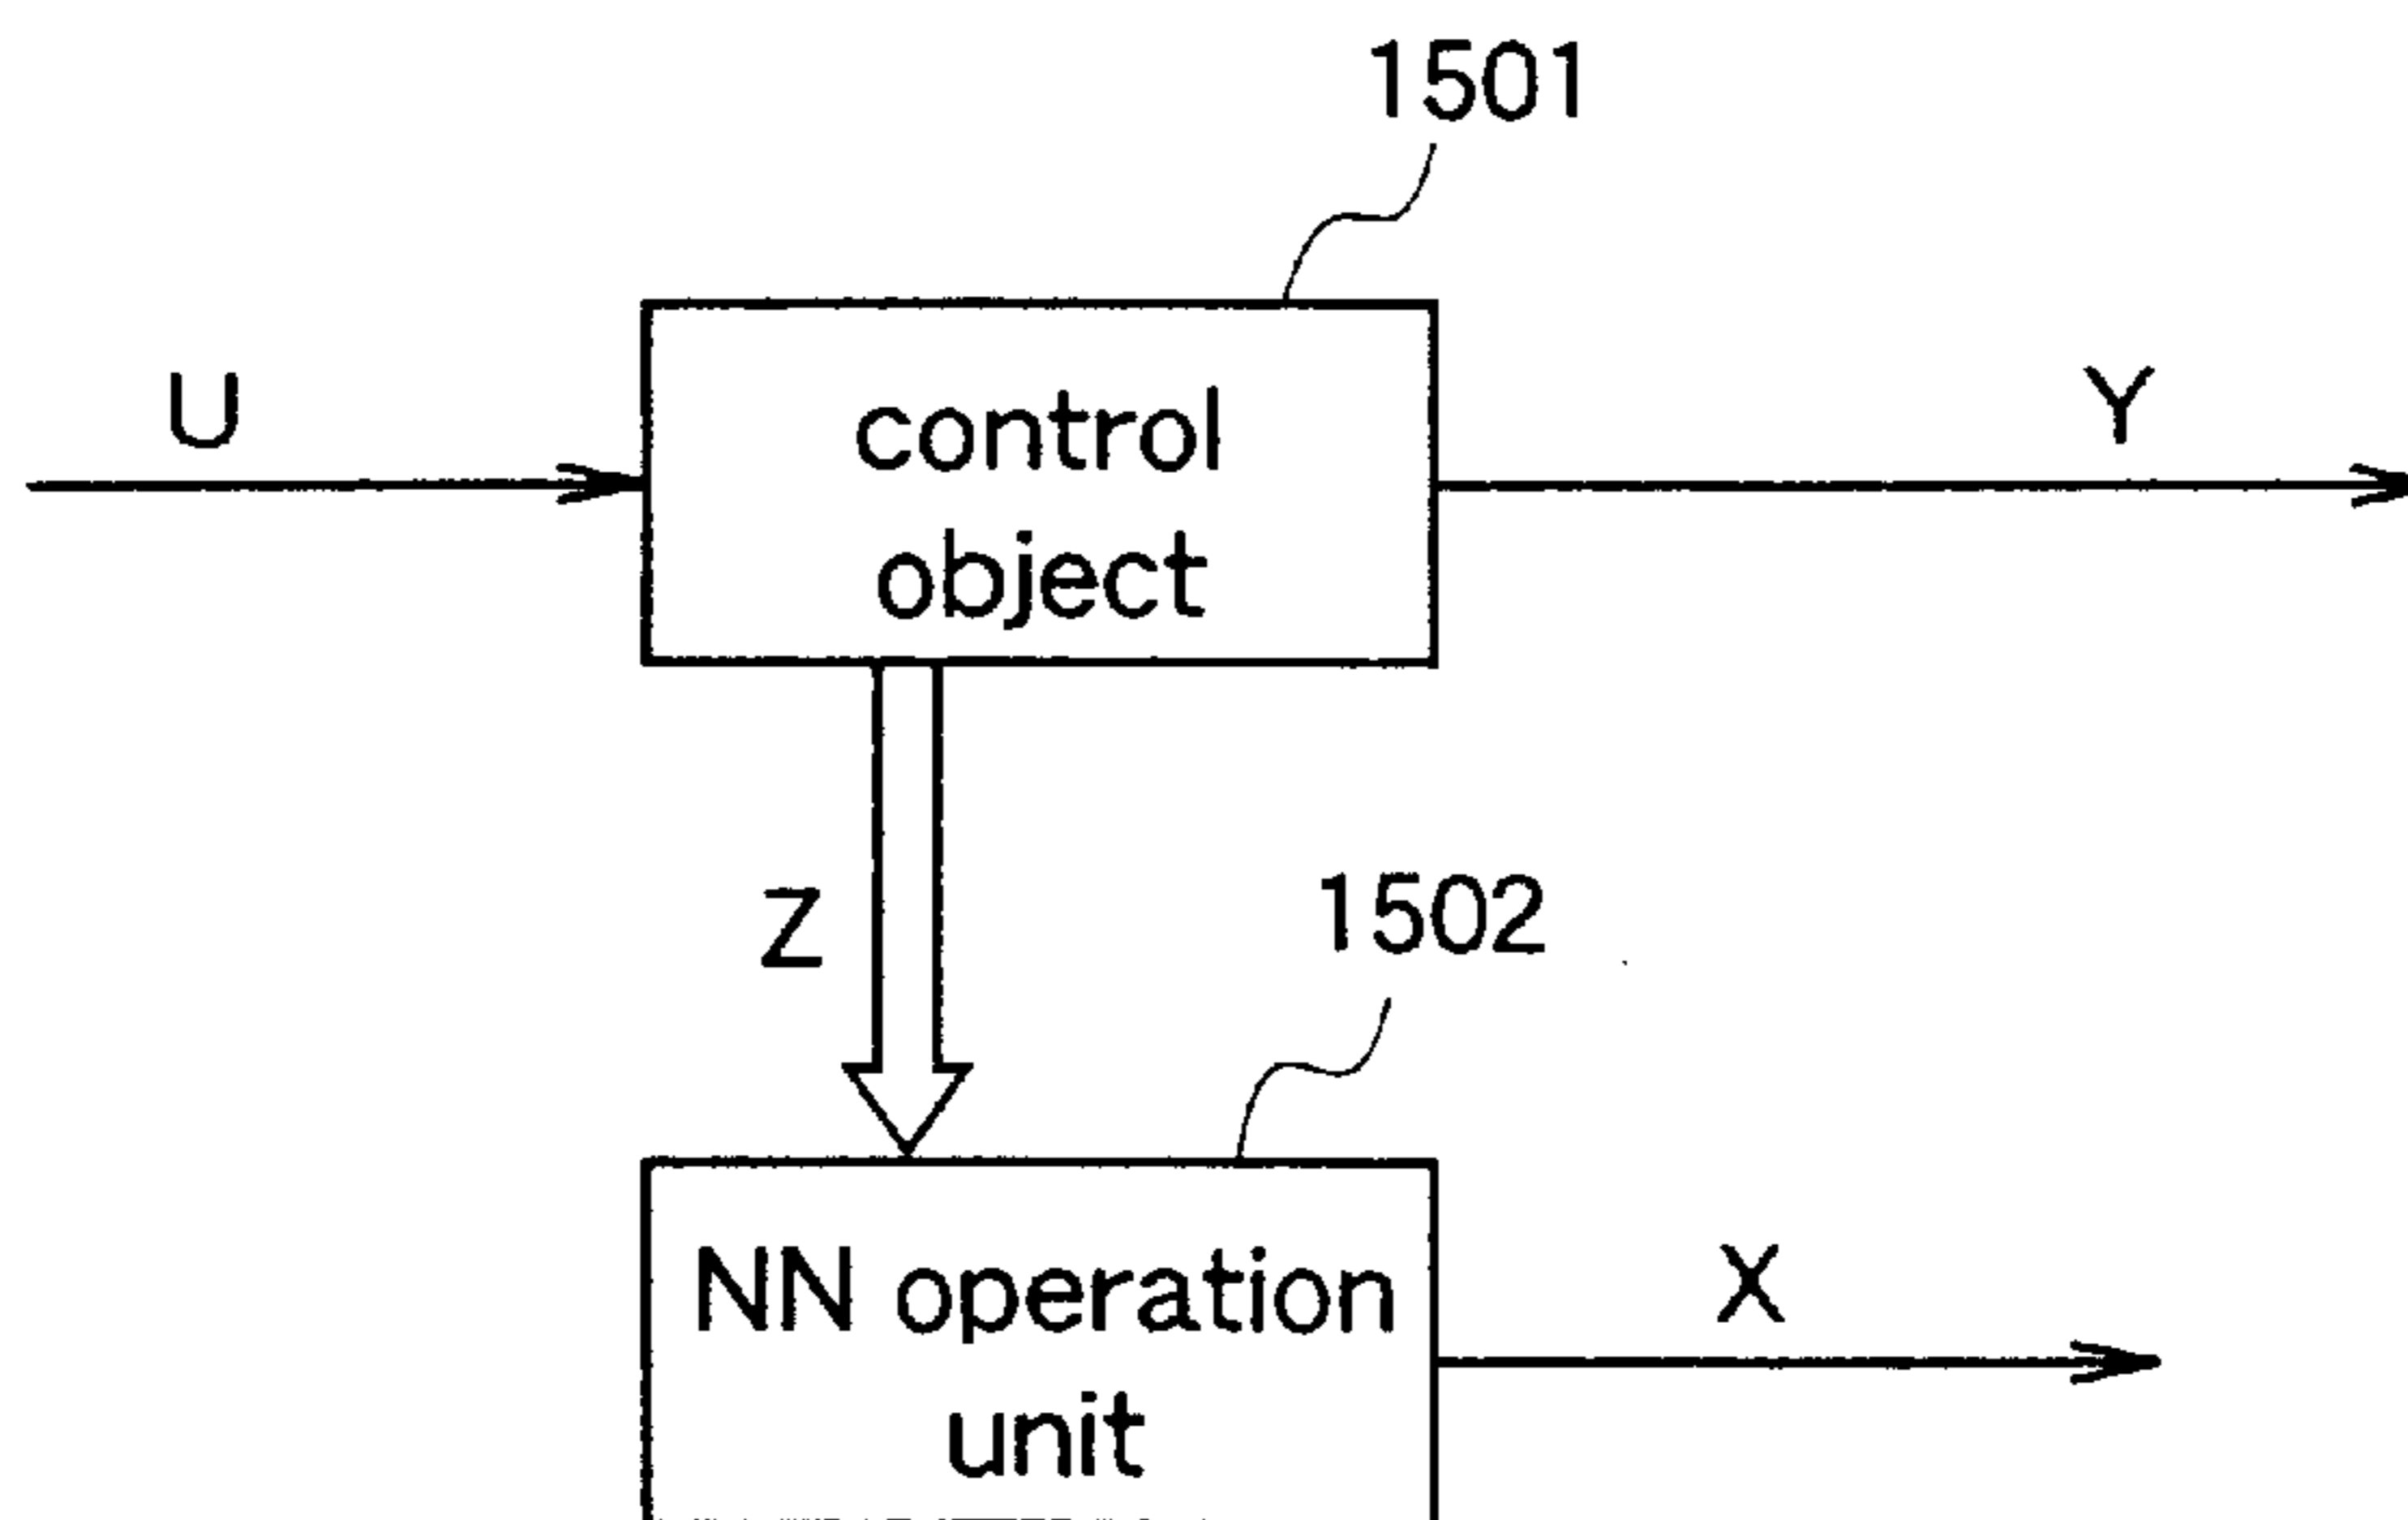 1501
U
control
object
Y
Z
1502
NN operation
unit
X